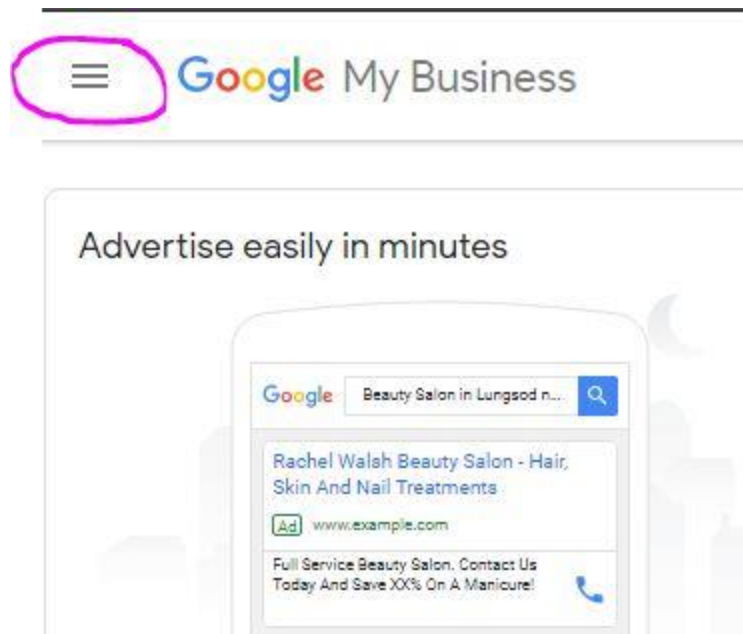 Google My Business
Advertise easily in minutes
Google Beauty Salon in Lungsod n...
Rachel Walsh Beauty Salon - Hair,
Skin And Nail Treatments
Ad www.example.com
Full Service Beauty Salon. Contact Us
Today And Save XX% On A Manicure!